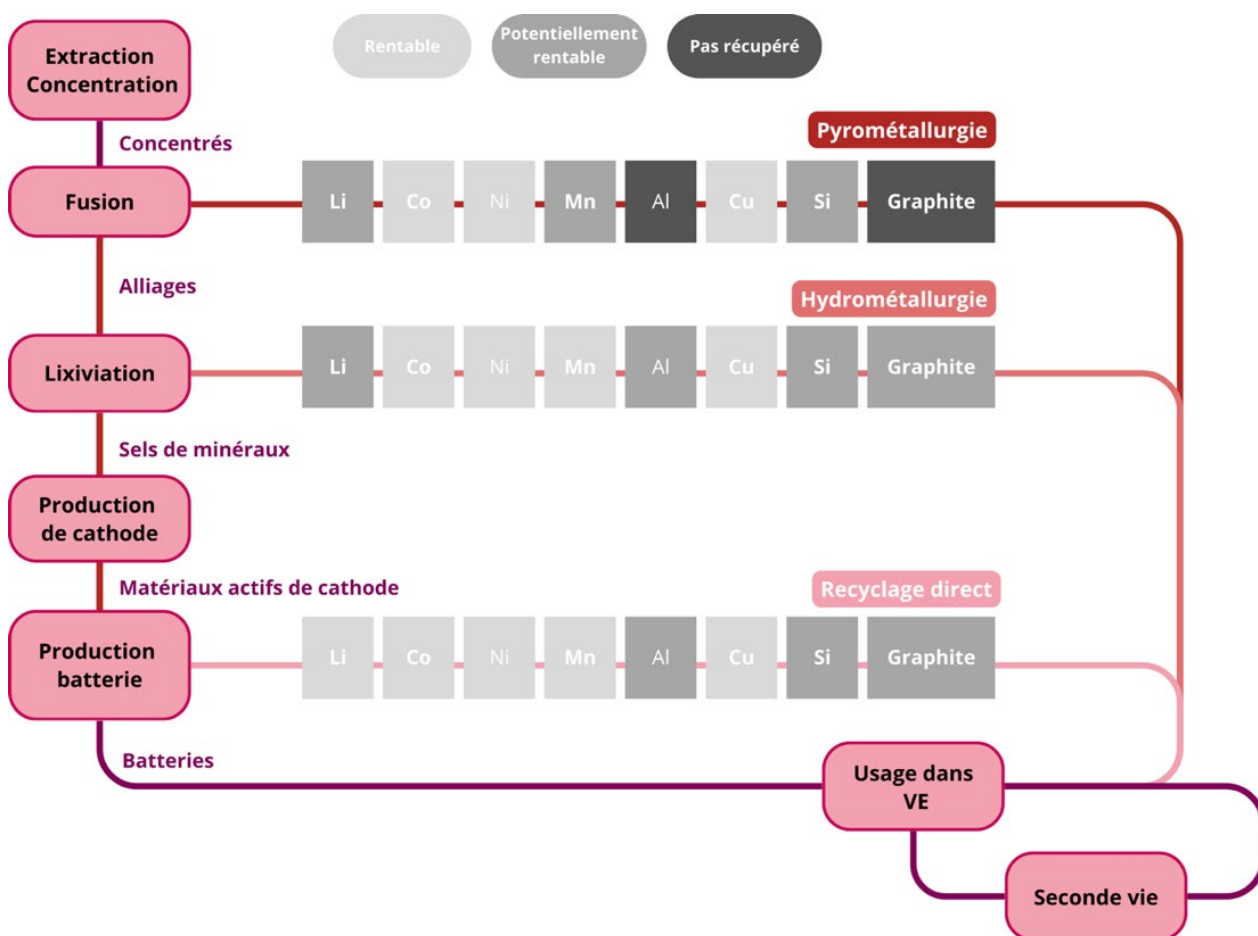 Extraction
Concentration
Rentable
Potentiellement
rentable
Pas récupéré
Concentrés
Pyrométallurgie
Fusion
Li Co Ni Mn Al Cu Si Graphite
Alliages
Hydrométallurgie
Lixiviation
Li Co Ni Mn Al Cu Si Graphite
Sels de minéraux
Production
de cathode
Matériaux actifs de cathode
Recyclage direct
Production
batterie
Li Co Ni Mn Al Cu Si Graphite
Batteries
Usage dans
VE
Seconde vie